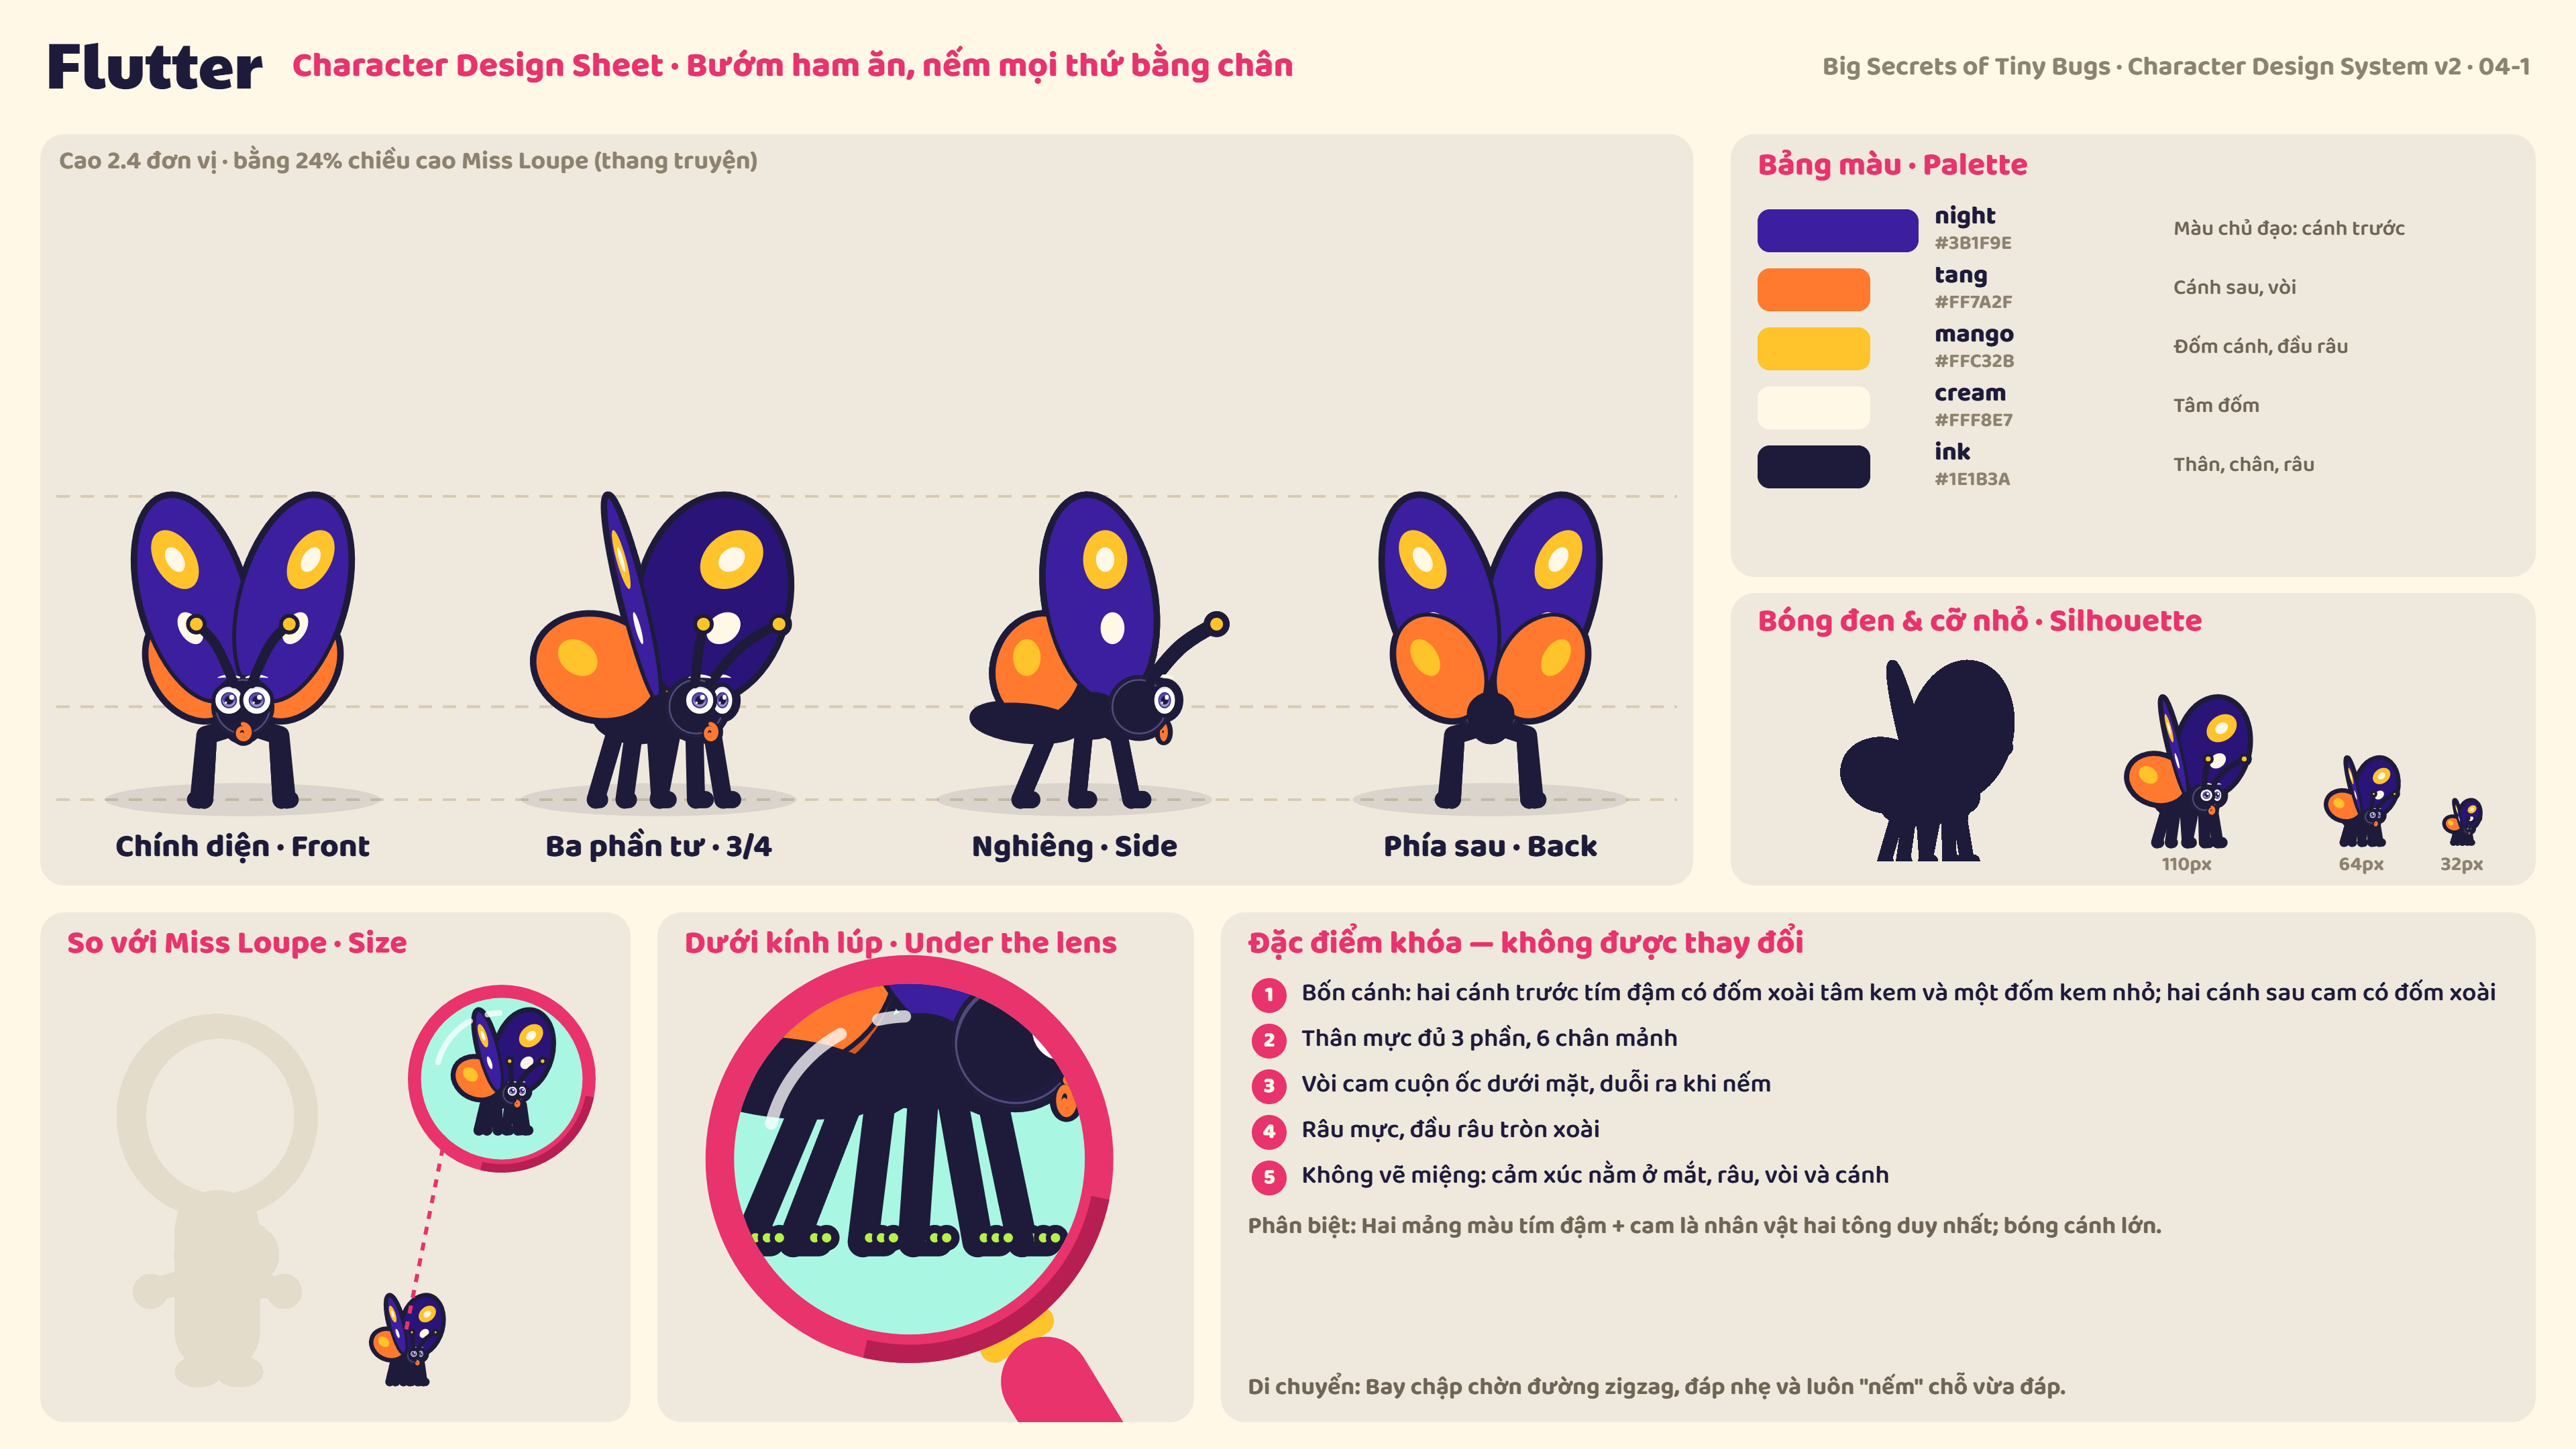 Flutter
Character Design Sheet · Bướm ham ăn, nếm mọi thứ bằng chân
Big Secrets of Tiny Bugs · Character Design System v2 · 04-1
Cao 2.4 đơn vị · bằng 24% chiều cao Miss Loupe (thang truyện)
Chính diện · Front
Ba phần tư · 3/4
Nghiêng · Side
Phía sau · Back
Bảng màu · Palette
night
#3B1F9E
Màu chủ đạo: cánh trước
tang
#FF7A2F
Cánh sau, vòi
mango
#FFC32B
Đốm cánh, đầu râu
cream
#FFF8E7
Tâm đốm
ink
#1E1B3A
Thân, chân, râu
Bóng đen & cỡ nhỏ · Silhouette
110px
64px
32px
So với Miss Loupe · Size
Dưới kính lúp · Under the lens
Đặc điểm khóa — không được thay đổi
1 Bốn cánh: hai cánh trước tím đậm có đốm xoài tâm kem và một đốm kem nhỏ; hai cánh sau cam có đốm xoài
2 Thân mực đủ 3 phần, 6 chân mảnh
3 Vòi cam cuộn ốc dưới mặt, duỗi ra khi nếm
4 Râu mực, đầu râu tròn xoài
5 Không vẽ miệng: cảm xúc nằm ở mắt, râu, vòi và cánh
Phân biệt: Hai mảng màu tím đậm + cam là nhân vật hai tông duy nhất; bóng cánh lớn.
Di chuyển: Bay chập chờn đường zigzag, đáp nhẹ và luôn "nếm" chỗ vừa đáp.